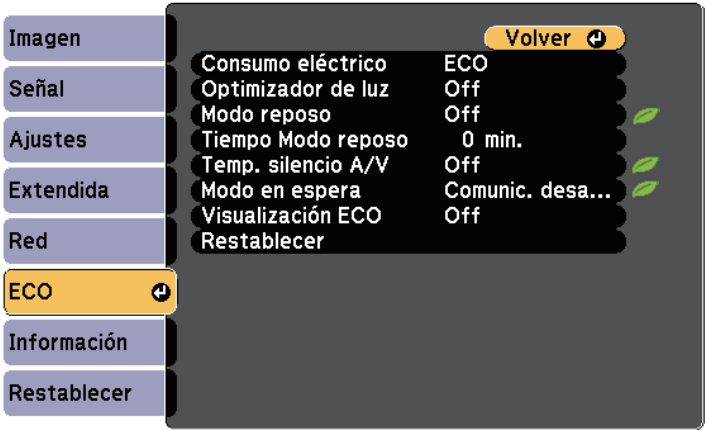 Imagen
Señal
Ajustes
Extendida
Red
ECO
Información
Restablecer
Volver
Consumo eléctrico ECO
Optimizador de luz Off
Modo reposo Off
Tiempo Modo reposo 0 min.
Temp. silencio A/V Off
Modo en espera Comunic. desa...
Visualización ECO Off
Restablecer